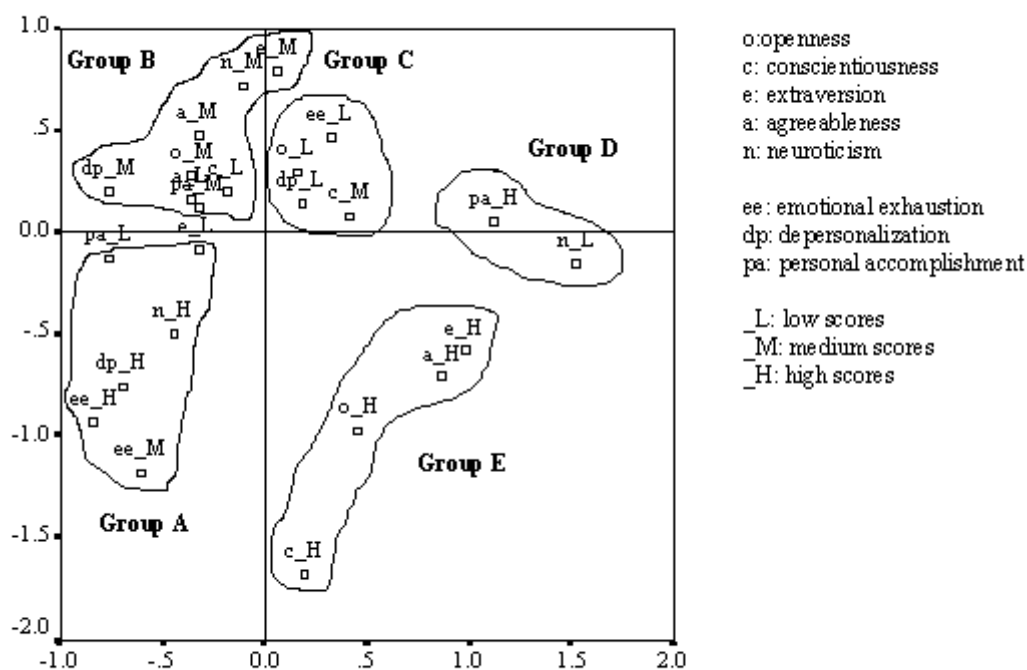 1.0
.5
0.0
-.5
-1.0
-1.5
-2.0
-1.0
-.5
0.0
.5
1.0
1.5
2.0
Group B
e_M
Group C
n_M
a_M
ee_L
o_M
o_L
Group D
dp_M
a_L
c_L
dp_L
pa_M
c_M
pa_H
pa_L
e_L
n_L
n_H
e_H
dp_H
a_H
ee_H
o_H
ee_M
Group E
Group A
c_H
o:openness
c: conscientiousness
e: extraversion
a: agreeableness
n: neuroticism
ee: emotional exhaustion
dp: depersonalization
pa: personal accomplishment
_L: low scores
_M: medium scores
_H: high scores